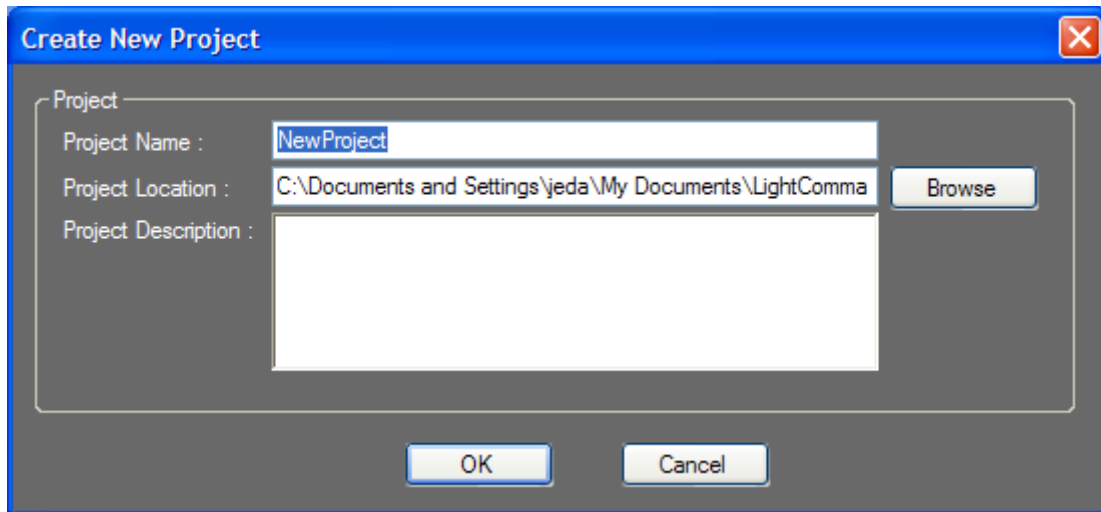 Create New Project
Project
Project Name :
NewProject
Project Location :
C:\Documents and Settings\jeda\My Documents\LightComma
Browse
Project Description :
OK
Cancel